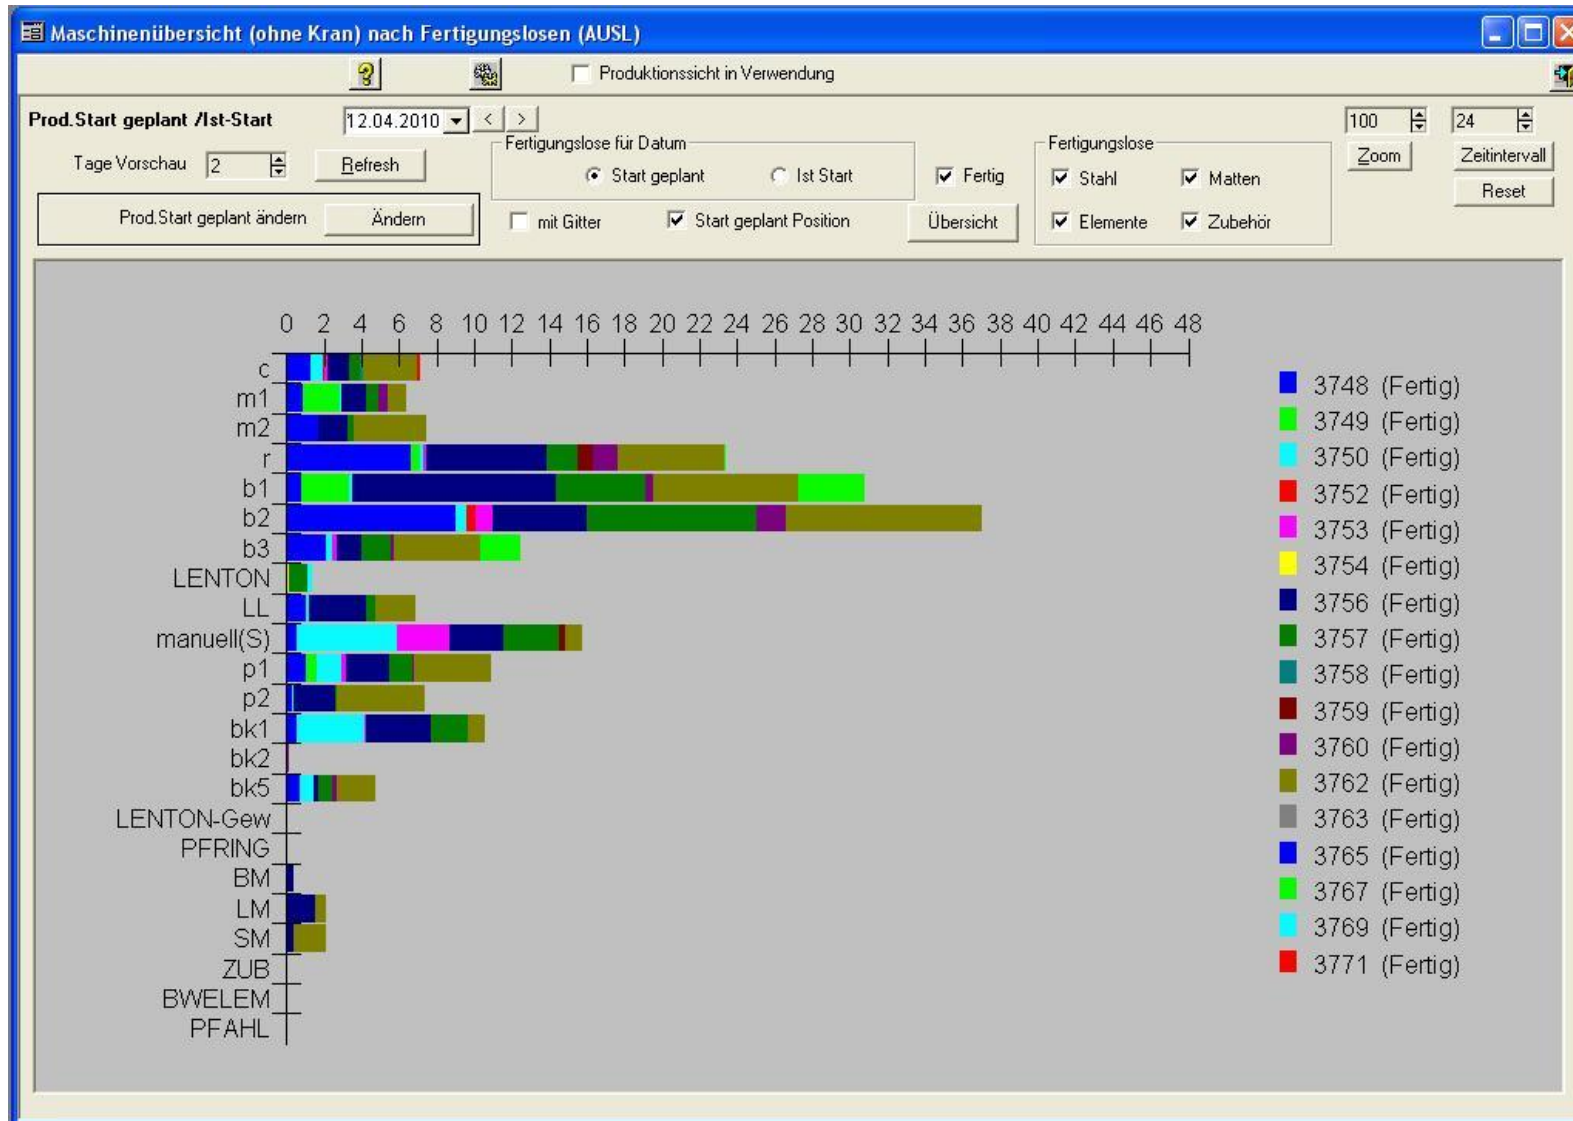 Maschinenübersicht (ohne Kran) nach Fertigungslosen (AUSL)
Produktionssicht in Verwendung
Prod.Start geplant /Ist-Start 12.04.2010 < >
Fertigungslose für Datum
Start geplant Ist Start
Fertig
Fertigungslose
Stahl Matten
Elemente Zubehör
100 24
Zoom Zeitintervall
Reset
Tage Vorschau 2 Refresh
Prod.Start geplant ändern Ändern
mit Gitter Start geplant Position Übersicht
0 2 4 6 8 10 12 14 16 18 20 22 24 26 28 30 32 34 36 38 40 42 44 46 48
c
m1
m2
r
b1
b2
b3
LENTON
LL
manuell(S)
p1
p2
bk1
bk2
bk5
LENTON-Gew
PFRING
BM
LM
SM
ZUB
BWELEM
PFAHL
3748 (Fertig)
3749 (Fertig)
3750 (Fertig)
3752 (Fertig)
3753 (Fertig)
3754 (Fertig)
3756 (Fertig)
3757 (Fertig)
3758 (Fertig)
3759 (Fertig)
3760 (Fertig)
3762 (Fertig)
3763 (Fertig)
3765 (Fertig)
3767 (Fertig)
3769 (Fertig)
3771 (Fertig)